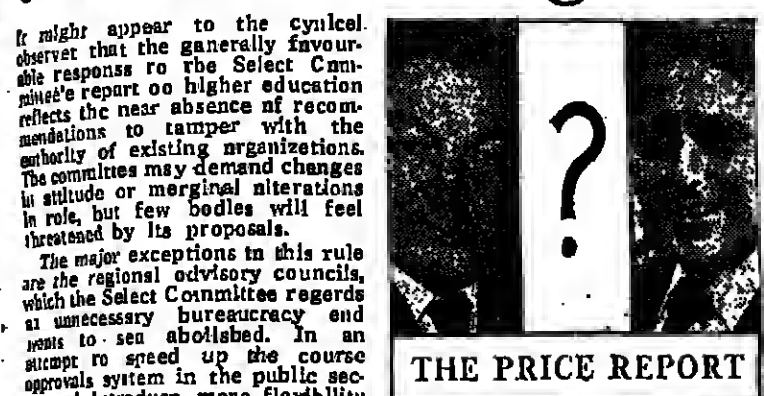 It might appear to the cynical
observer that the generally favour-
able response to the Select Com-
mittee's report on higher education
reflects the near absence of recom-
mendations to tamper with the
authority of existing organizations.
The committee may demand changes
in attitude or marginal alterations
in role, but few bodies will feel
threatened by its proposals.
The major exceptions to this rule
are the regional advisory councils,
which the Select Committee regards
as unnecessary bureaucracy and
wants to see abolished. In an
attempt to speed up the course
approvals system in the public sec-
more flexibility
?
THE PRICE REPORT